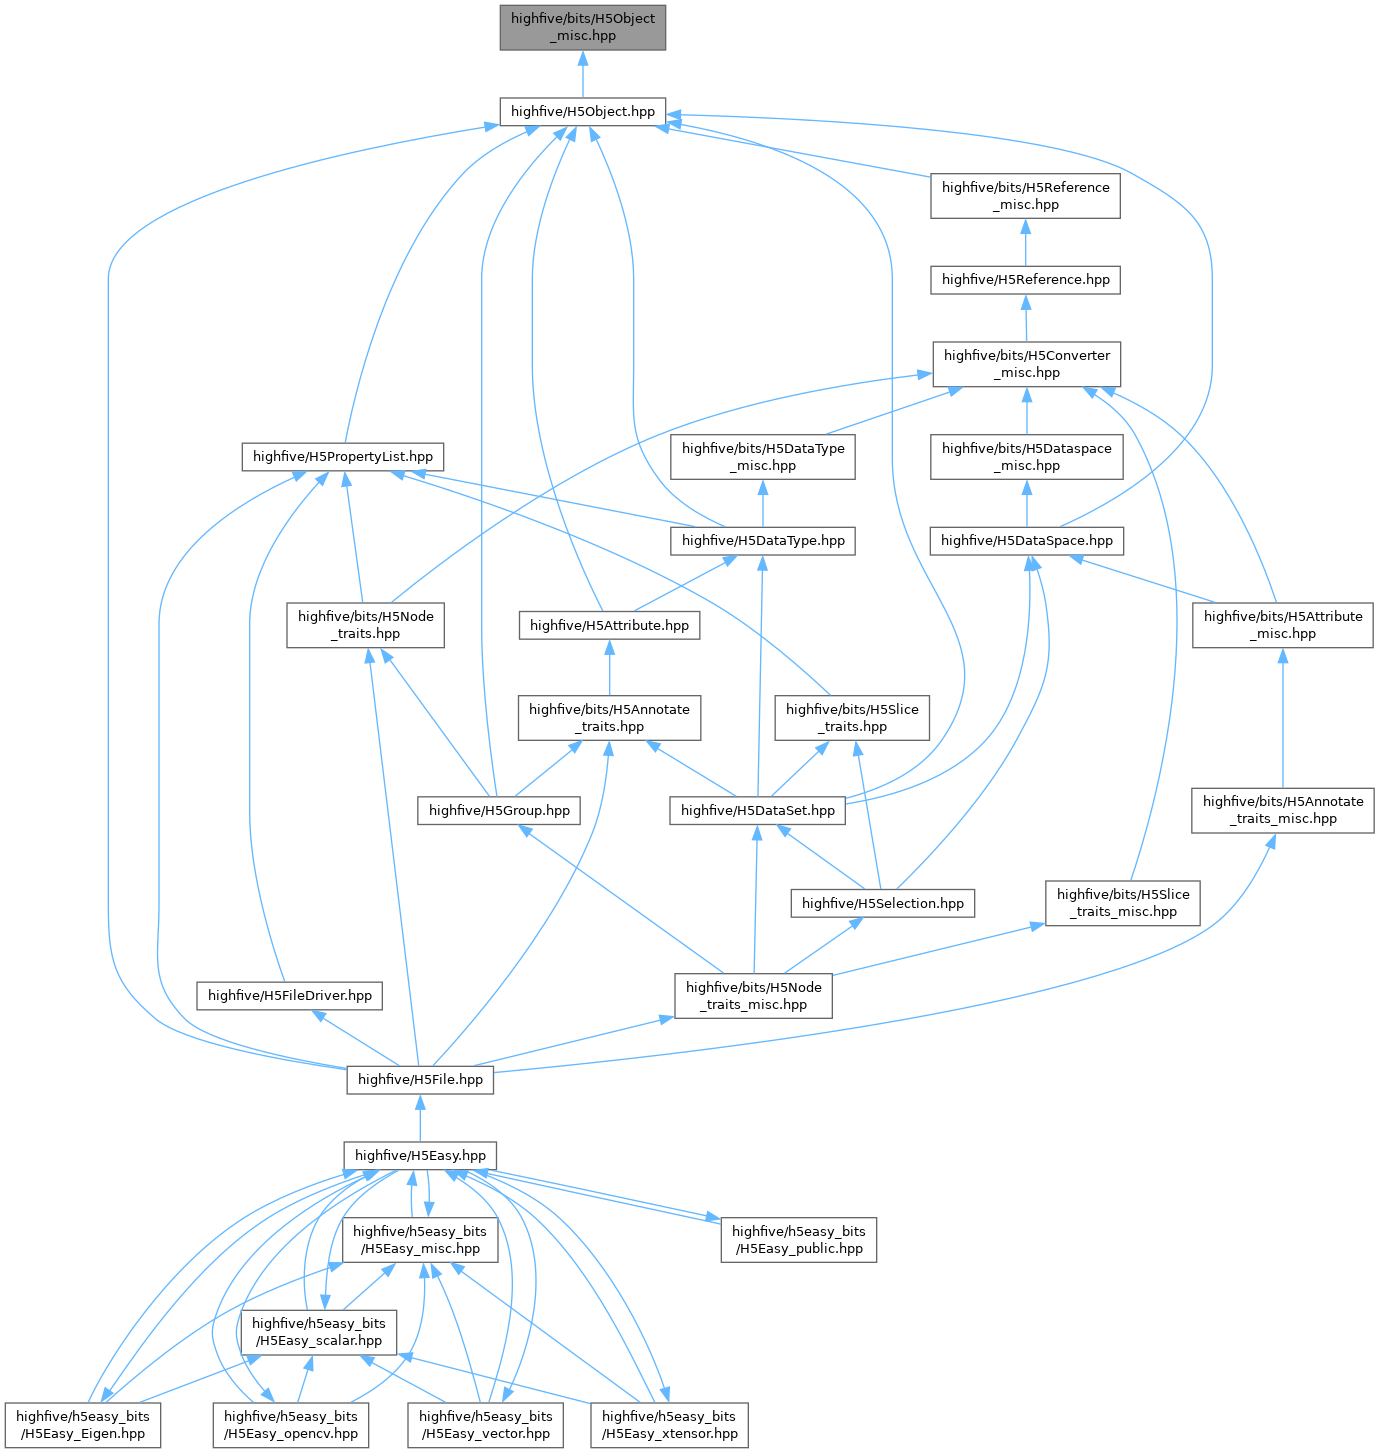 highfive/bits/H5Object
_misc.hpp
highfive/H5Object.hpp
highfive/bits/H5Reference
_misc.hpp
highfive/H5Reference.hpp
highfive/bits/H5Converter
_misc.hpp
highfive/H5PropertyList.hpp
highfive/bits/H5DataType
_misc.hpp
highfive/bits/H5Dataspace
_misc.hpp
highfive/H5DataType.hpp
highfive/H5DataSpace.hpp
highfive/bits/H5Node
_traits.hpp
highfive/H5Attribute.hpp
highfive/bits/H5Attribute
_misc.hpp
highfive/bits/H5Annotate
_traits.hpp
highfive/bits/H5Slice
_traits.hpp
highfive/H5Group.hpp
highfive/H5DataSet.hpp
highfive/bits/H5Annotate
_traits_misc.hpp
highfive/H5Selection.hpp
highfive/bits/H5Slice
_traits_misc.hpp
highfive/H5FileDriver.hpp
highfive/bits/H5Node
_traits_misc.hpp
highfive/H5File.hpp
highfive/H5Easy.hpp
highfive/h5easy_bits
/H5Easy_misc.hpp
highfive/h5easy_bits
/H5Easy_public.hpp
highfive/h5easy_bits
/H5Easy_scalar.hpp
highfive/h5easy_bits
/H5Easy_Eigen.hpp
highfive/h5easy_bits
/H5Easy_opencv.hpp
highfive/h5easy_bits
/H5Easy_vector.hpp
highfive/h5easy_bits
/H5Easy_xtensor.hpp